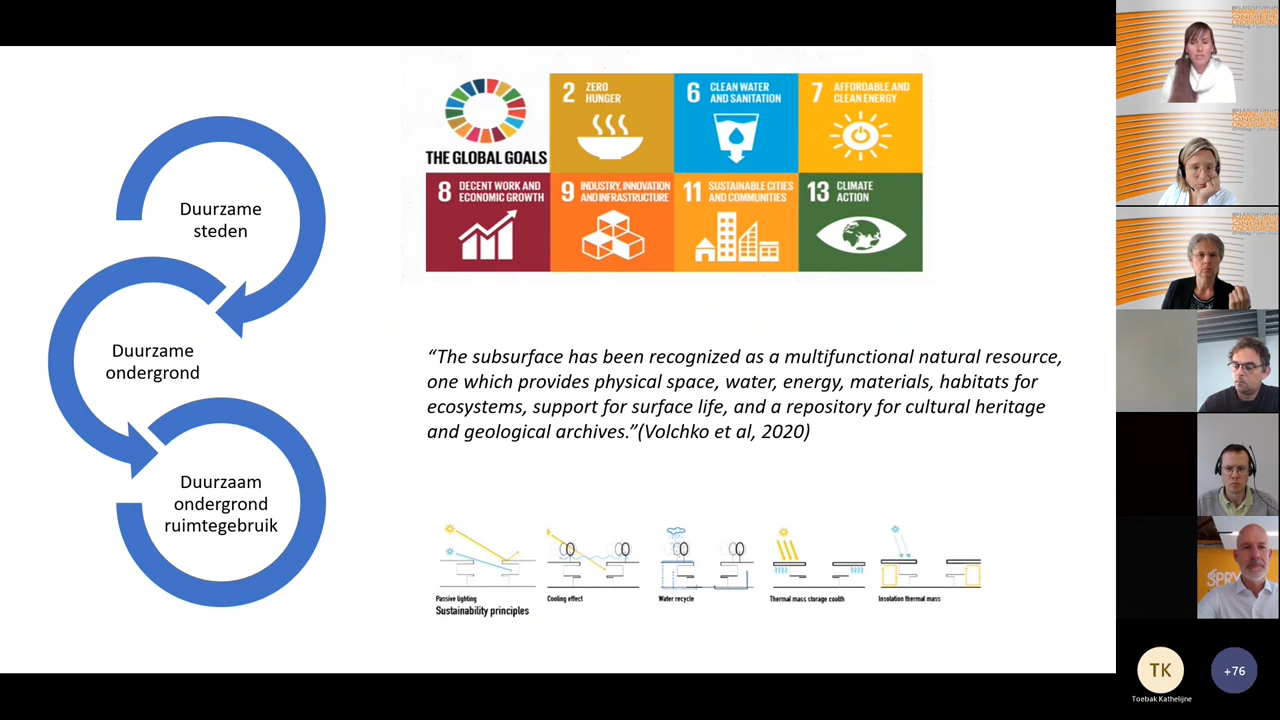 Duurzame
steden
Duurzame
ondergrond
Duurzaam
ondergrond
ruimtegebruik
THE GLOBAL GOALS
2 ZERO
HUNGER
6 CLEAN WATER
AND SANITATION
7 AFFORDABLE AND
CLEAN ENERGY
8 DECENT WORK AND
ECONOMIC GROWTH
9 INDUSTRY, INNOVATION
AND INFRASTRUCTURE
11 SUSTAINABLE CITIES
AND COMMUNITIES
13 CLIMATE
ACTION
“The subsurface has been recognized as a multifunctional natural resource,
one which provides physical space, water, energy, materials, habitats for
ecosystems, support for surface life, and a repository for cultural heritage
and geological archives.”(Volchko et al, 2020)
Passive lighting
Cooling effect
Water recycle
Thermal mass storage coolth
Insolation thermal mass
Sustainability principles
TK
Toebak Kathelijne
+76